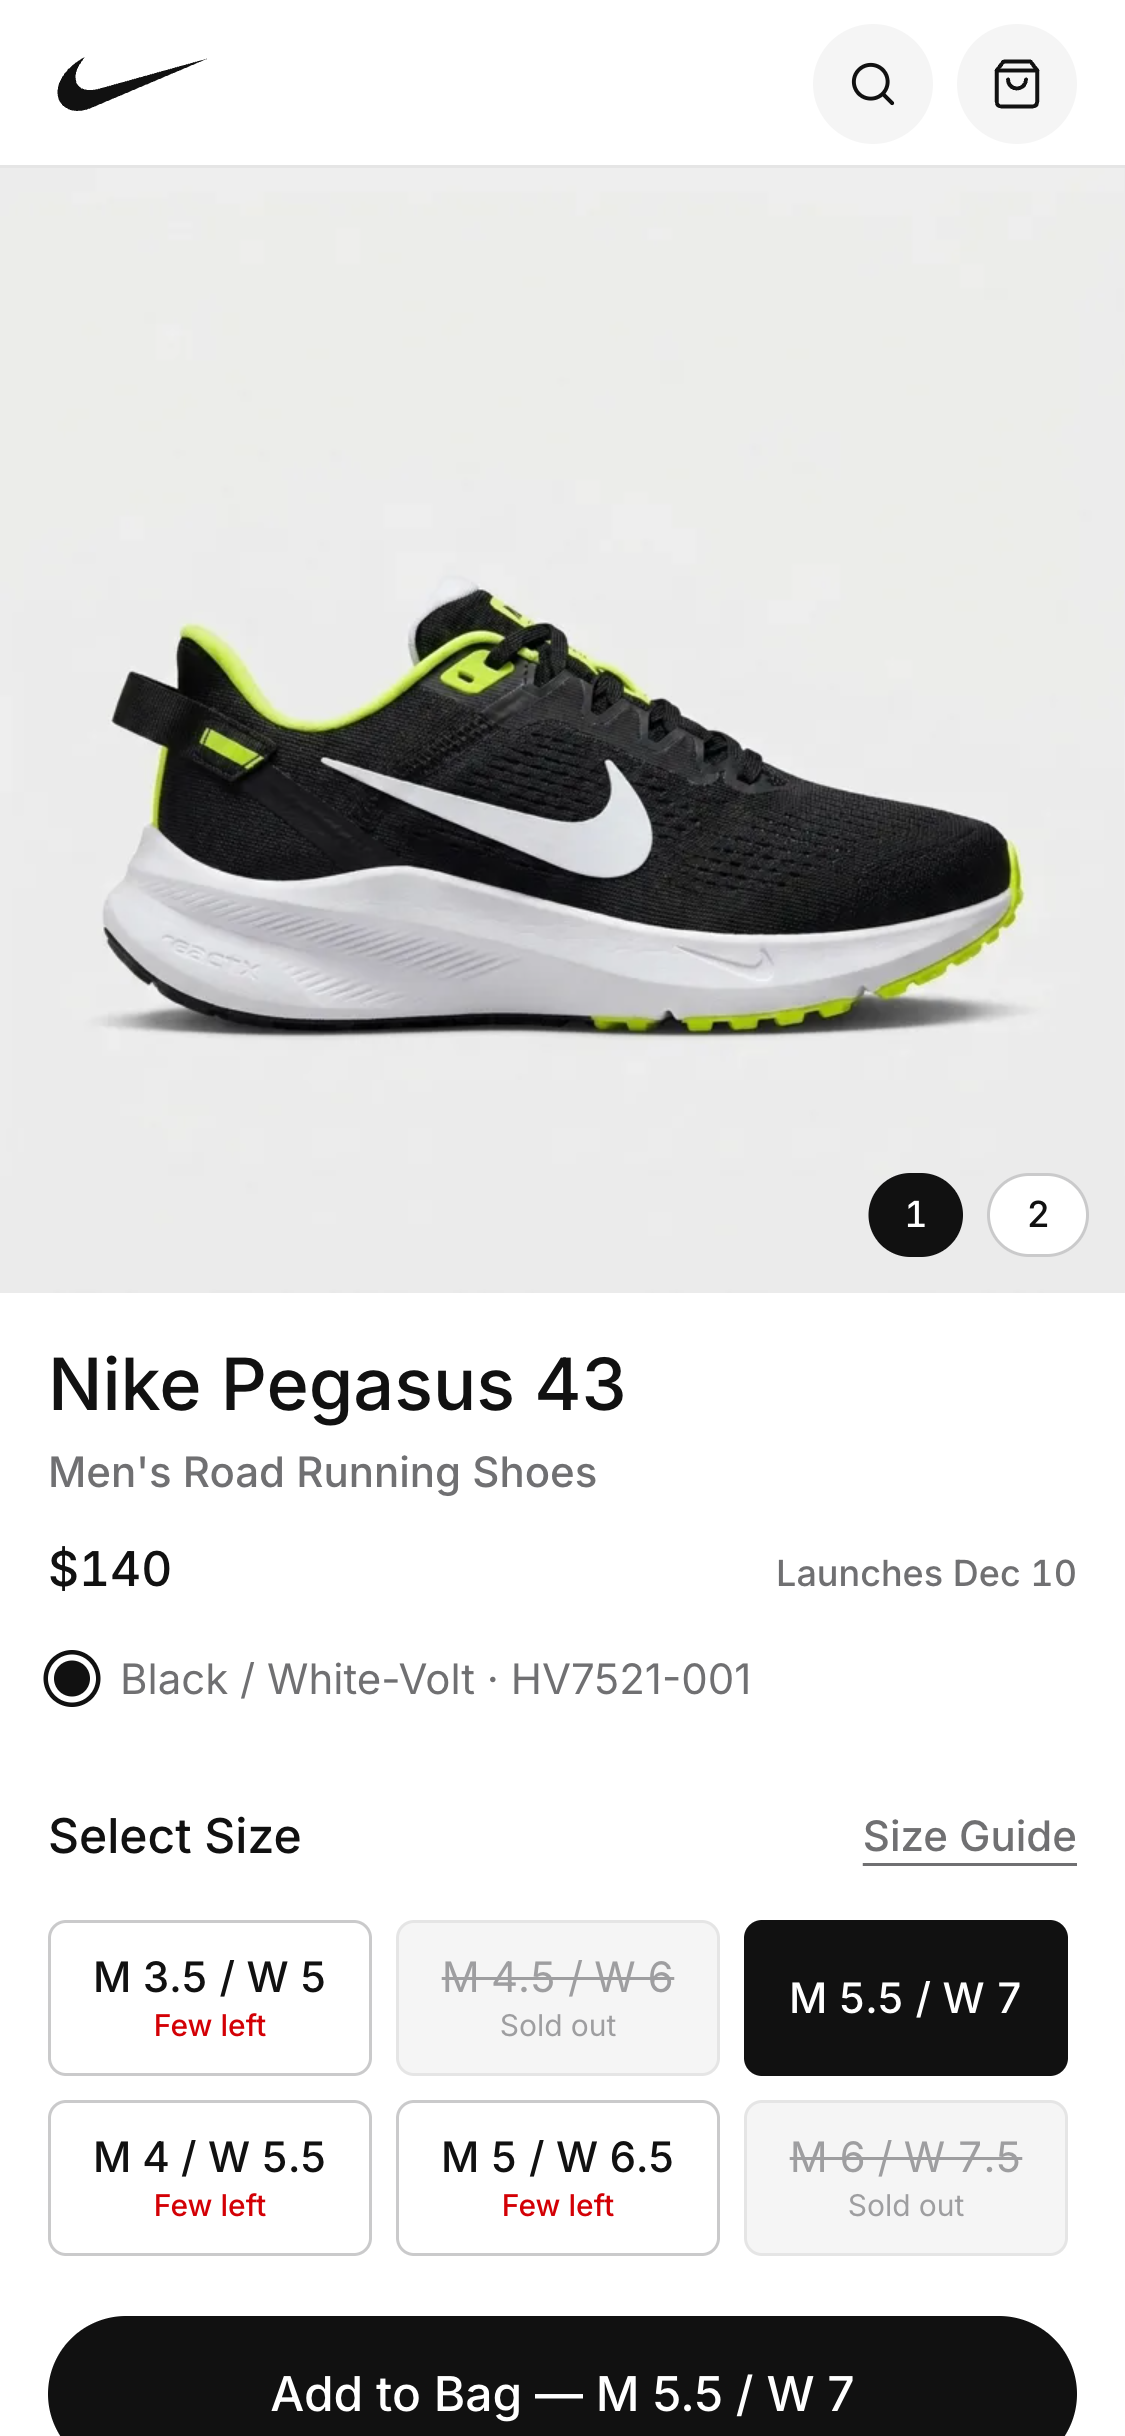 reactX
1
2
Nike Pegasus 43
Men's Road Running Shoes
$140
Launches Dec 10
Black / White-Volt · HV7521-001
Select Size
Size Guide
M 3.5 / W 5
Few left
M 4.5 / W 6
Sold out
M 5.5 / W 7
M 4 / W 5.5
Few left
M 5 / W 6.5
Few left
M 6 / W 7.5
Sold out
Add to Bag — M 5.5 / W 7